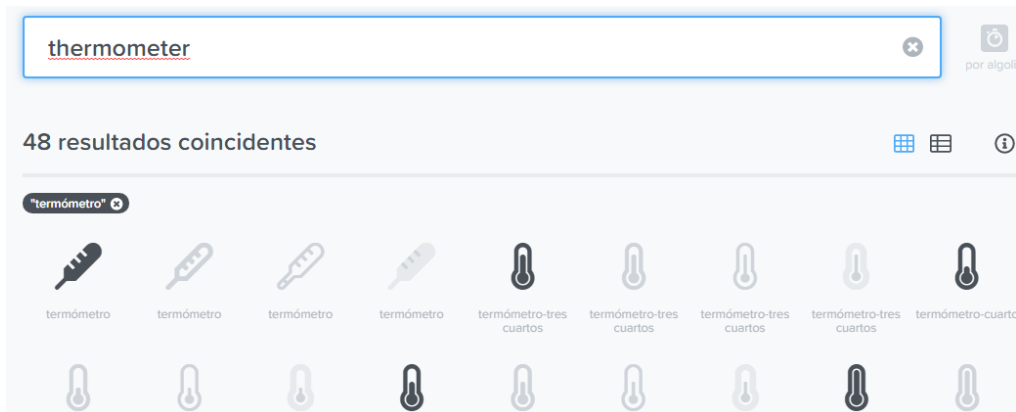 thermometer
por algoli
48 resultados coincidentes
"termómetro"
termómetro termómetro termómetro termómetro termómetro-tres cuartos termómetro-tres cuartos termómetro-tres cuartos termómetro-tres cuartos termómetro-cuarto